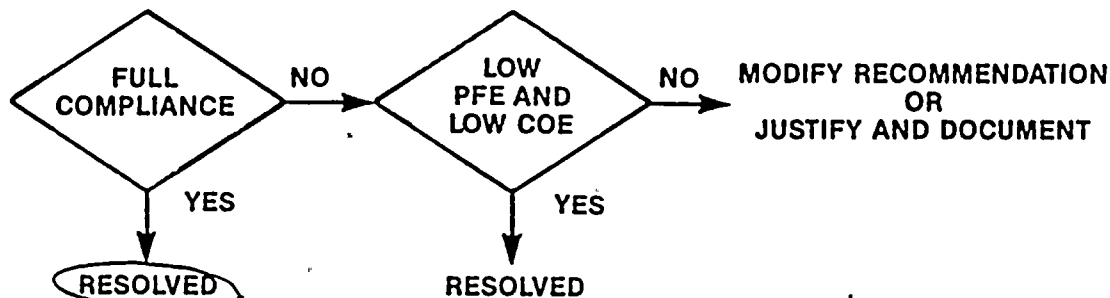 FULL
COMPLIANCE
NO
LOW
PFE AND
LOW COE
NO
MODIFY RECOMMENDATION
OR
JUSTIFY AND DOCUMENT
YES
YES
RESOLVED
RESOLVED